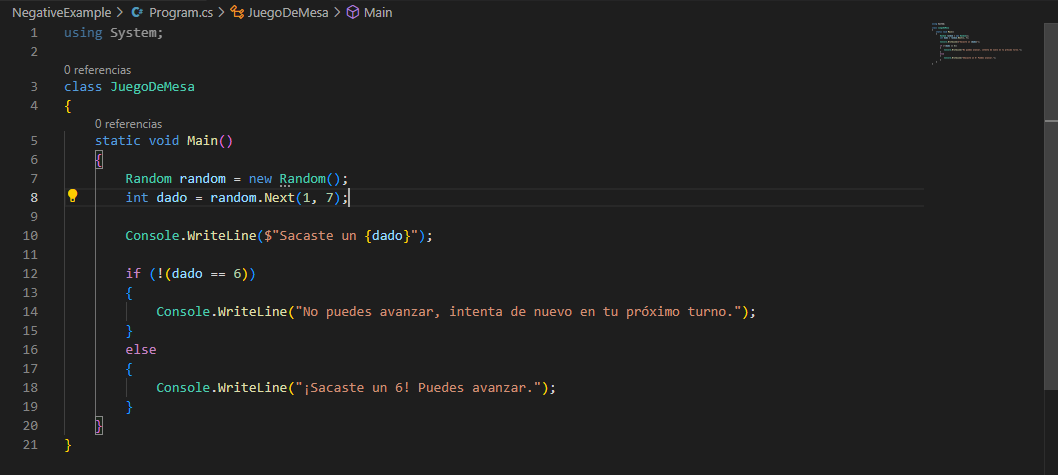 NegativeExample > Program.cs > JuegoDeMesa > Main
1 using System;
2
0 referencias
3 class JuegoDeMesa
4 {
0 referencias
5 static void Main()
6 {
7 Random random = new Random();
8 int dado = random.Next(1, 7);
9
10 Console.WriteLine($"Sacaste un {dado}");
11
12 if (!(dado == 6))
13 {
14 Console.WriteLine("No puedes avanzar, intenta de nuevo en tu próximo turno.");
15 }
16 else
17 {
18 Console.WriteLine("¡Sacaste un 6! Puedes avanzar.");
19 }
20 }
21 }